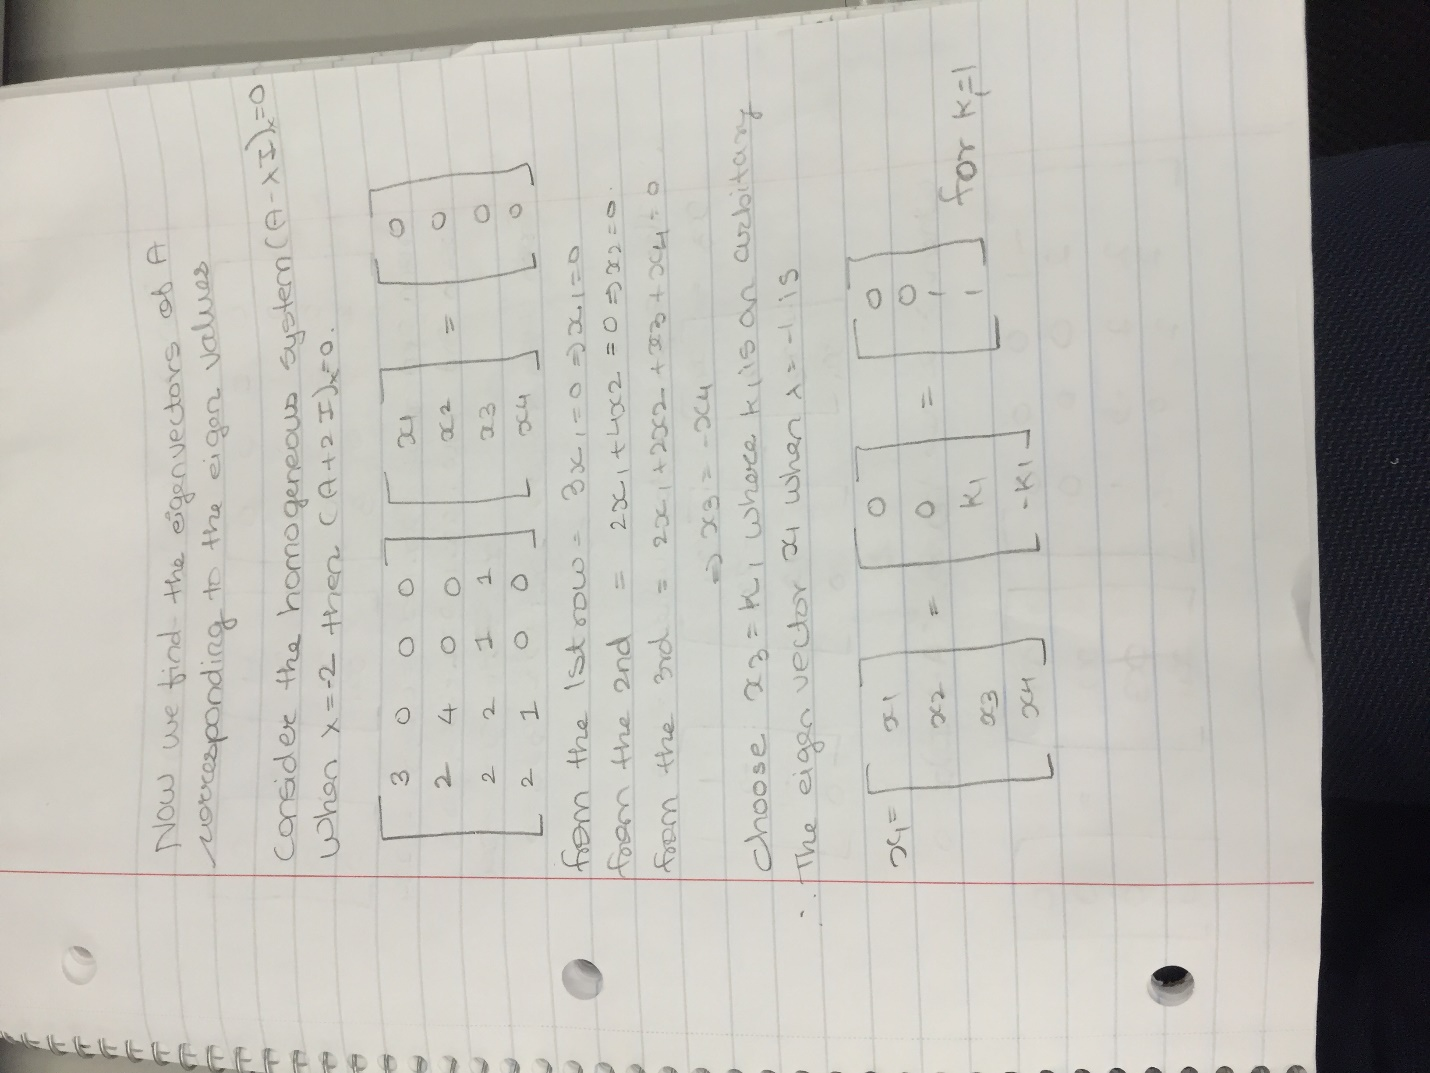 Now we find the eigenvectors of A
corresponding to the eigen values
Consider the homogeneous system (A-λI)x=0
when λ=-2 then (A+2I)x=0.
[3 0 0 0] [x1] = [0]
[2 4 0 0] [x2] [0]
[2 2 1 1] [x3] [0]
[2 1 0 0] [x4] [0]
from the 1st row = 3x1=0 => x1=0
from the 2nd = 2x1+4x2=0 => x2=0.
from the 3rd = 2x1+2x2+x3+x4=0
=> x3=-x4
Choose x3=K1 where K1 is an arbitary
∴ The eigen vector x1 when λ=-1 is
x1= [x1] = [0] = [0] for K1=1
[x2] [0] [0]
[x3] [K1] [1]
[x4] [-K1] [1]